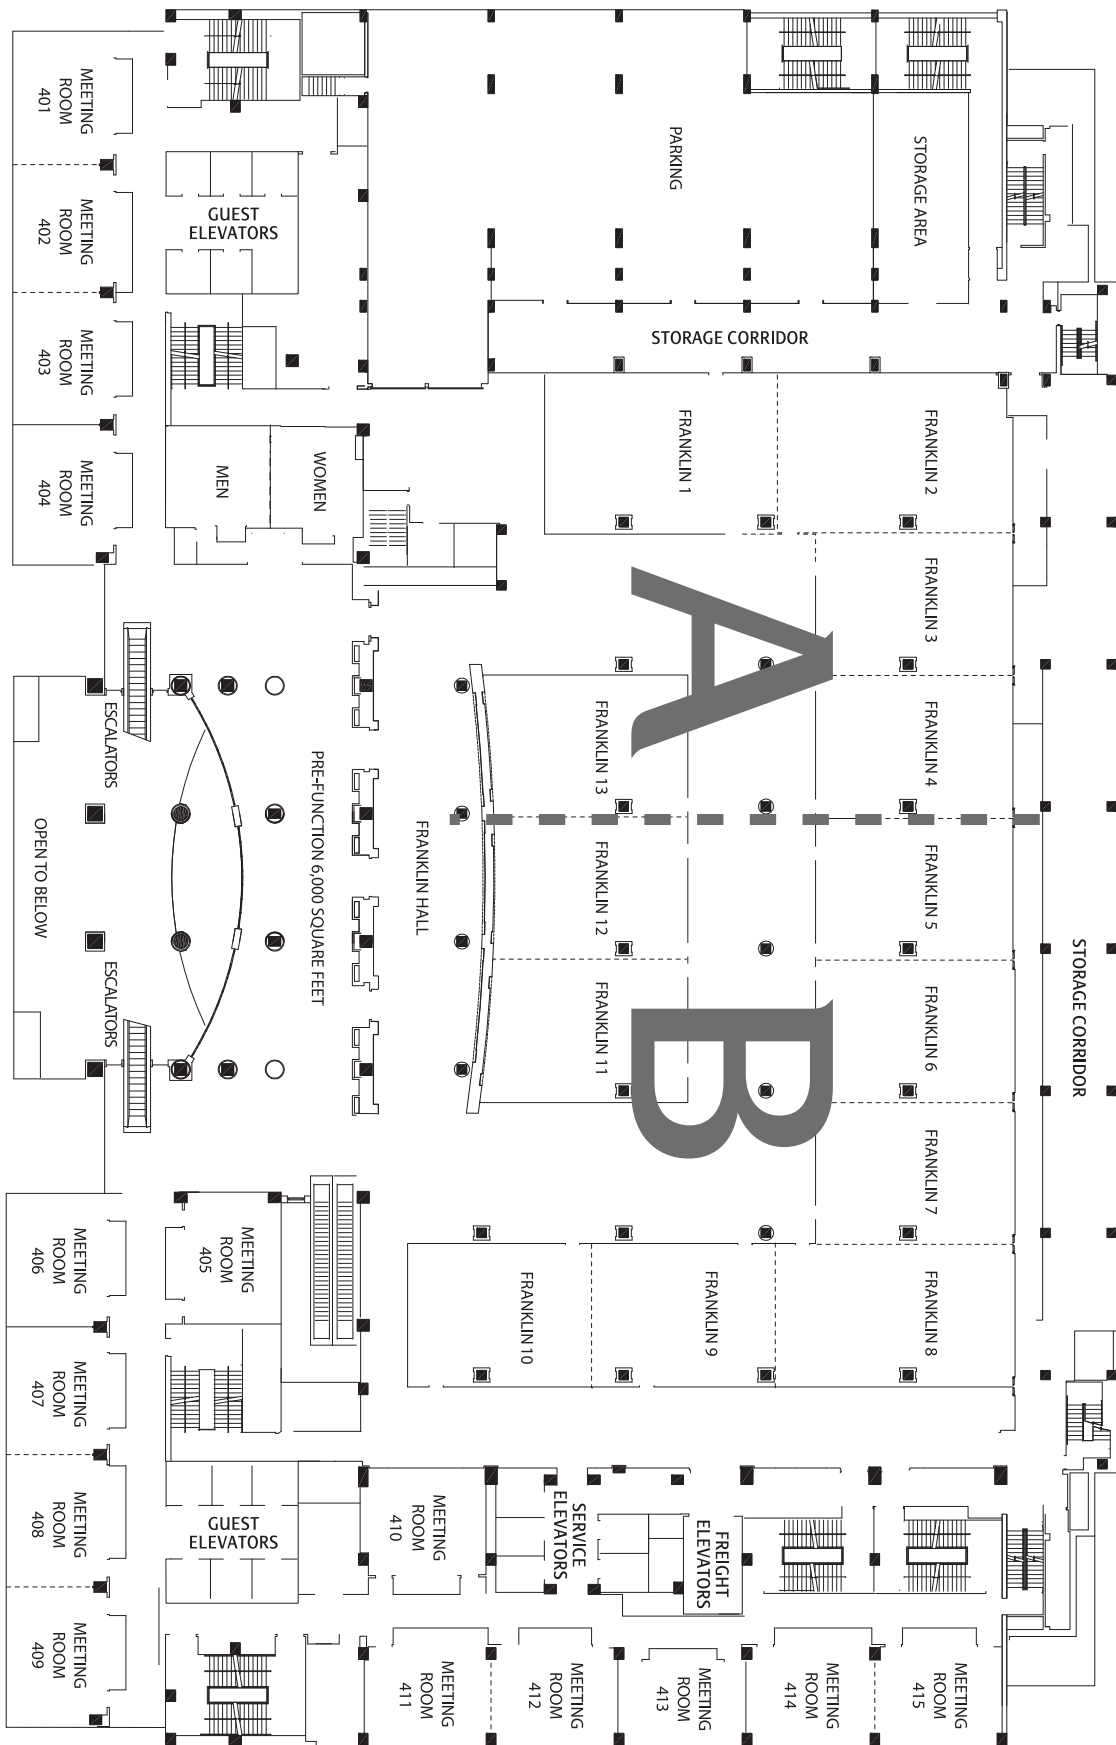 MEETING
ROOM
401
MEETING
ROOM
402
MEETING
ROOM
403
MEETING
ROOM
404
GUEST
ELEVATORS
MEN
WOMEN
PARKING
STORAGE AREA
STORAGE CORRIDOR
FRANKLIN 1
FRANKLIN 2
FRANKLIN 3
FRANKLIN 4
FRANKLIN 5
FRANKLIN 6
FRANKLIN 7
FRANKLIN 8
FRANKLIN 9
FRANKLIN 10
FRANKLIN 11
FRANKLIN 12
FRANKLIN 13
A
B
STORAGE CORRIDOR
FRANKLIN HALL
PRE-FUNCTION 6,000 SQUARE FEET
ESCALATORS
ESCALATORS
OPEN TO BELOW
MEETING
ROOM
405
MEETING
ROOM
406
MEETING
ROOM
407
MEETING
ROOM
408
MEETING
ROOM
409
GUEST
ELEVATORS
MEETING
ROOM
410
SERVICE
ELEVATORS
FREIGHT
ELEVATORS
MEETING
ROOM
411
MEETING
ROOM
412
MEETING
ROOM
413
MEETING
ROOM
414
MEETING
ROOM
415